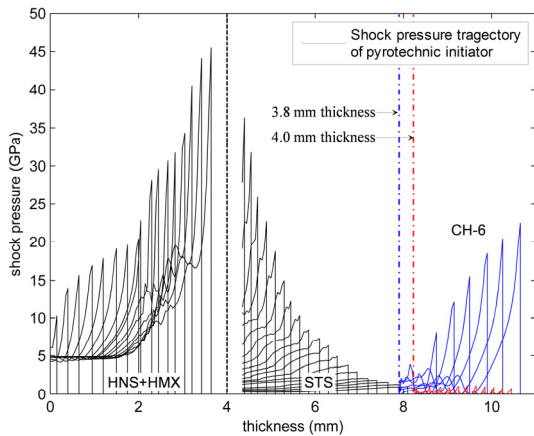 50
45
40
35
30
25
20
15
10
5
0
shock pressure (GPa)
Shock pressure tragectory
of pyrotechnic initiator
3.8 mm thickness
4.0 mm thickness
CH-6
HNS+HMX
STS
0 2 4 6 8 10
thickness (mm)